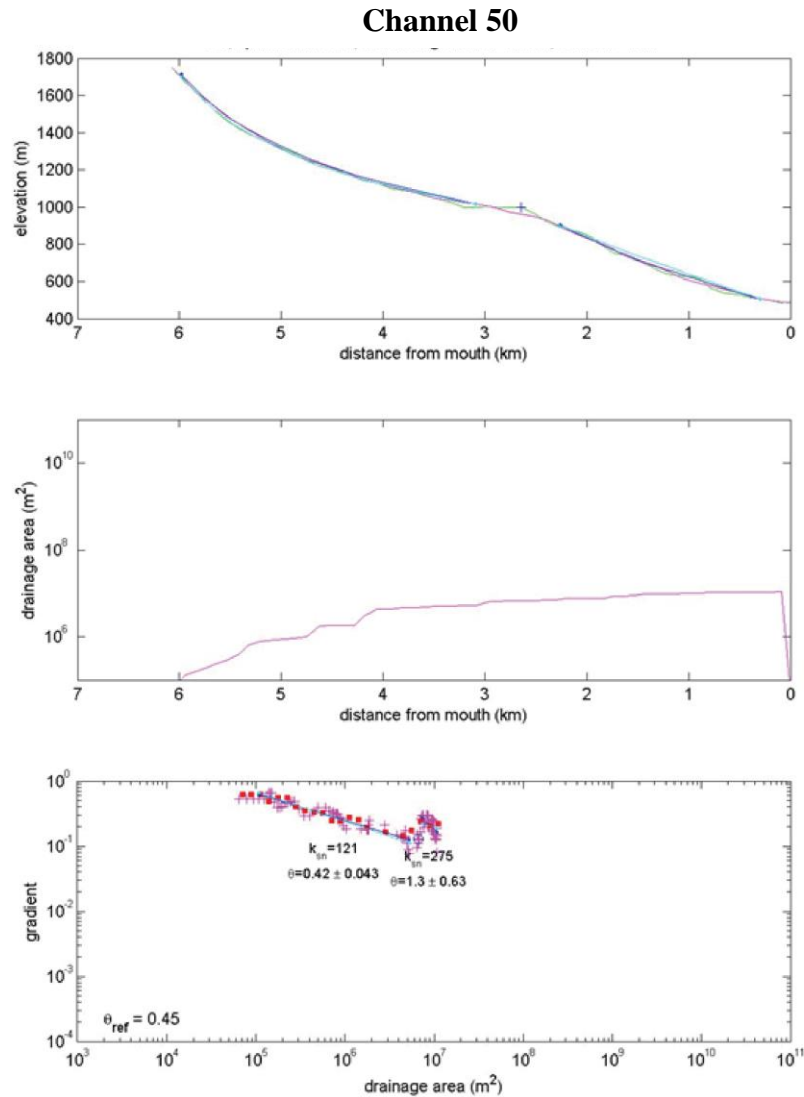 Channel 50
1800
1600
1400
1200
1000
800
600
400
elevation (m)
7 6 5 4 3 2 1 0
distance from mouth (km)
10^10
10^8
10^6
drainage area (m^2)
7 6 5 4 3 2 1 0
distance from mouth (km)
10^0
10^-1
10^-2
10^-3
10^-4
gradient
k_sn=121
θ=0.42 ± 0.043
k_sn=275
θ=1.3 ± 0.63
θ_ref = 0.45
10^3 10^4 10^5 10^6 10^7 10^8 10^9 10^10 10^11
drainage area (m^2)